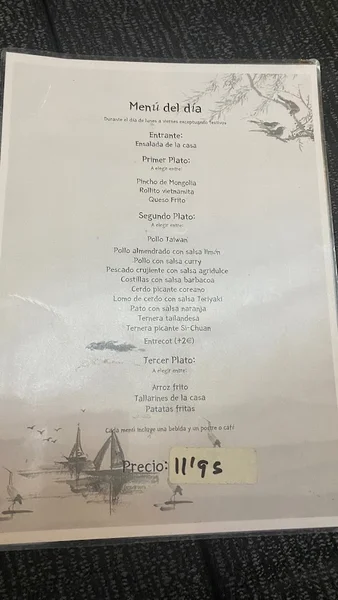 Menú del día
Durante el día de lunes a viernes exceptuando festivos
Entrante:
Ensalada de la casa
Primer Plato:
A elegir entre:
Pincho de Mongolia
Rollito vietnamita
Queso Frito
Segundo Plato:
A elegir entre:
Pollo Taiwan
Pollo almendrado con salsa limón
Pollo con salsa curry
Pescado crujiente con salsa agridulce
Costillas con salsa barbacoa
Cerdo picante coreano
Lomo de cerdo con salsa Teriyaki
Pato con salsa naranja
Ternera tailandesa
Ternera picante Si-Chuan
Entrecot (+2€)
Tercer Plato:
A elegir entre:
Arroz frito
Tallarines de la casa
Patatas fritas
Cada menú incluye una bebida y un postre o café
Precio: 11'95